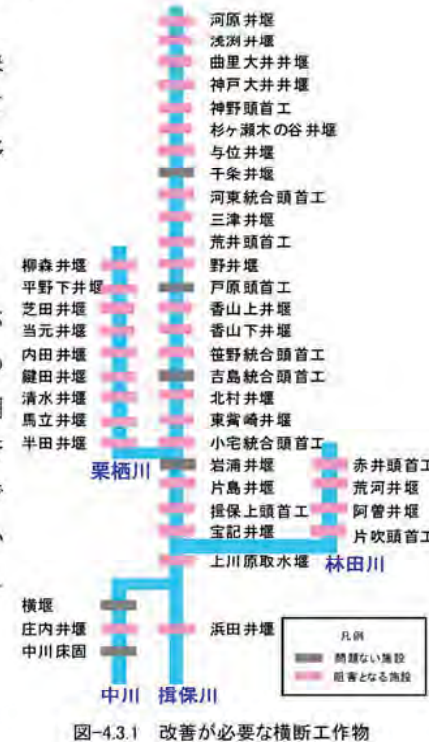 河原井堰
浅渕井堰
曲里大井井堰
神戸大井井堰
神野頭首工
杉ヶ瀬木の谷井堰
与位井堰
千条井堰
河東統合頭首工
三津井堰
荒井頭首工
野井堰
戸原頭首工
香山上井堰
香山下井堰
笹野統合頭首工
吉島統合頭首工
北村井堰
東觜崎井堰
小宅統合頭首工
岩浦井堰
片島井堰
揖保上頭首工
宝記井堰
上川原取水堰
浜田井堰
柳森井堰
平野下井堰
芝田井堰
当元井堰
内田井堰
鍵田井堰
清水井堰
馬立井堰
半田井堰
栗栖川
赤井頭首工
荒河井堰
阿曽井堰
片吹頭首工
林田川
横堰
庄内井堰
中川床固
中川
揖保川
凡例
問題ない施設
阻害となる施設
図-4.3.1 改善が必要な横断工作物